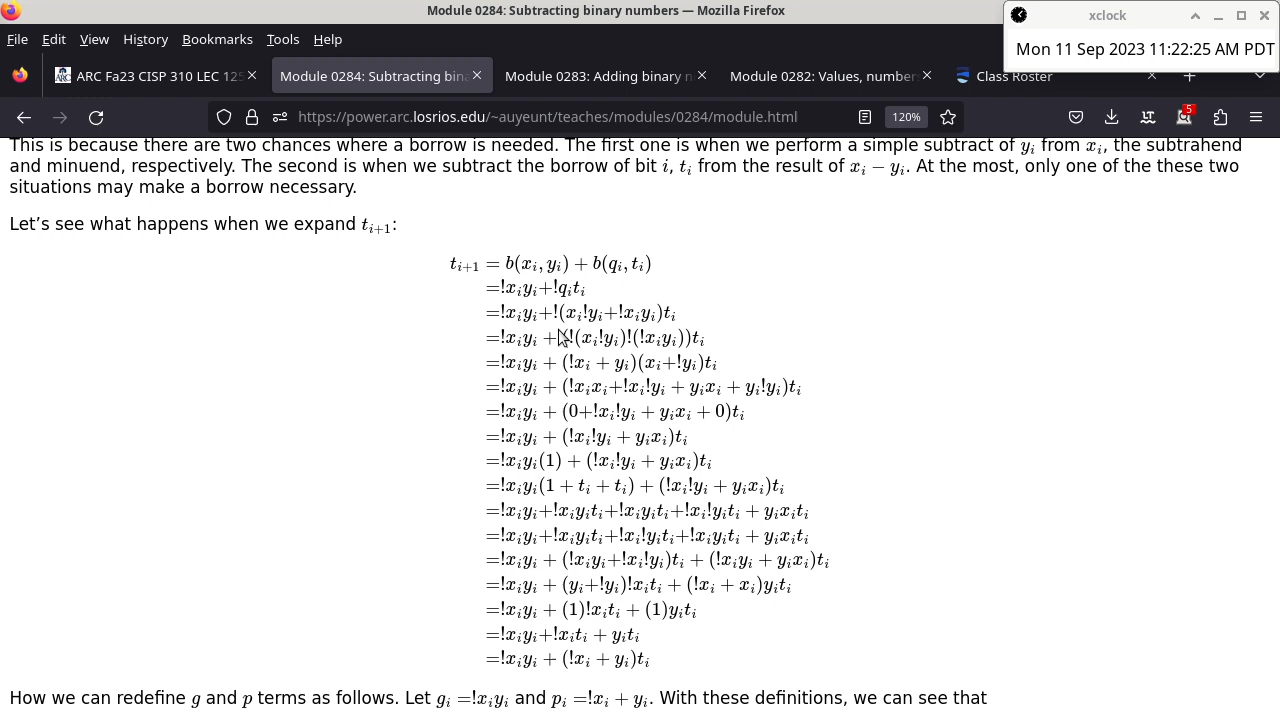 Module 0284: Subtracting binary numbers — Mozilla Firefox
xclock
File Edit View History Bookmarks Tools Help
Mon 11 Sep 2023 11:22:25 AM PDT
ARC Fa23 CISP 310 LEC 125
Module 0284: Subtracting bina
Module 0283: Adding binary n
Module 0282: Values, number
Class Roster
https://power.arc.losrios.edu/~auyeunt/teaches/modules/0284/module.html
120%
5
This is because there are two chances where a borrow is needed. The first one is when we perform a simple subtract of yᵢ from xᵢ, the subtrahend
and minuend, respectively. The second is when we subtract the borrow of bit i, tᵢ from the result of xᵢ − yᵢ. At the most, only one of the these two
situations may make a borrow necessary.
Let’s see what happens when we expand tᵢ₊₁:
tᵢ₊₁ = b(xᵢ, yᵢ) + b(qᵢ, tᵢ)
=!xᵢyᵢ+!qᵢtᵢ
=!xᵢyᵢ+!(xᵢ!yᵢ+!xᵢyᵢ)tᵢ
=!xᵢyᵢ + (!(xᵢ!yᵢ)!(!xᵢyᵢ))tᵢ
=!xᵢyᵢ + (!xᵢ + yᵢ)(xᵢ+!yᵢ)tᵢ
=!xᵢyᵢ + (!xᵢxᵢ+!xᵢ!yᵢ + yᵢxᵢ + yᵢ!yᵢ)tᵢ
=!xᵢyᵢ + (0+!xᵢ!yᵢ + yᵢxᵢ + 0)tᵢ
=!xᵢyᵢ + (!xᵢ!yᵢ + yᵢxᵢ)tᵢ
=!xᵢyᵢ(1) + (!xᵢ!yᵢ + yᵢxᵢ)tᵢ
=!xᵢyᵢ(1 + tᵢ + tᵢ) + (!xᵢ!yᵢ + yᵢxᵢ)tᵢ
=!xᵢyᵢ+!xᵢyᵢtᵢ+!xᵢyᵢtᵢ+!xᵢ!yᵢtᵢ + yᵢxᵢtᵢ
=!xᵢyᵢ+!xᵢyᵢtᵢ+!xᵢ!yᵢtᵢ+!xᵢyᵢtᵢ + yᵢxᵢtᵢ
=!xᵢyᵢ + (!xᵢyᵢ+!xᵢ!yᵢ)tᵢ + (!xᵢyᵢ + yᵢxᵢ)tᵢ
=!xᵢyᵢ + (yᵢ+!yᵢ)!xᵢtᵢ + (!xᵢ + xᵢ)yᵢtᵢ
=!xᵢyᵢ + (1)!xᵢtᵢ + (1)yᵢtᵢ
=!xᵢyᵢ+!xᵢtᵢ + yᵢtᵢ
=!xᵢyᵢ + (!xᵢ + yᵢ)tᵢ
How we can redefine g and p terms as follows. Let gᵢ =!xᵢyᵢ and pᵢ =!xᵢ + yᵢ. With these definitions, we can see that